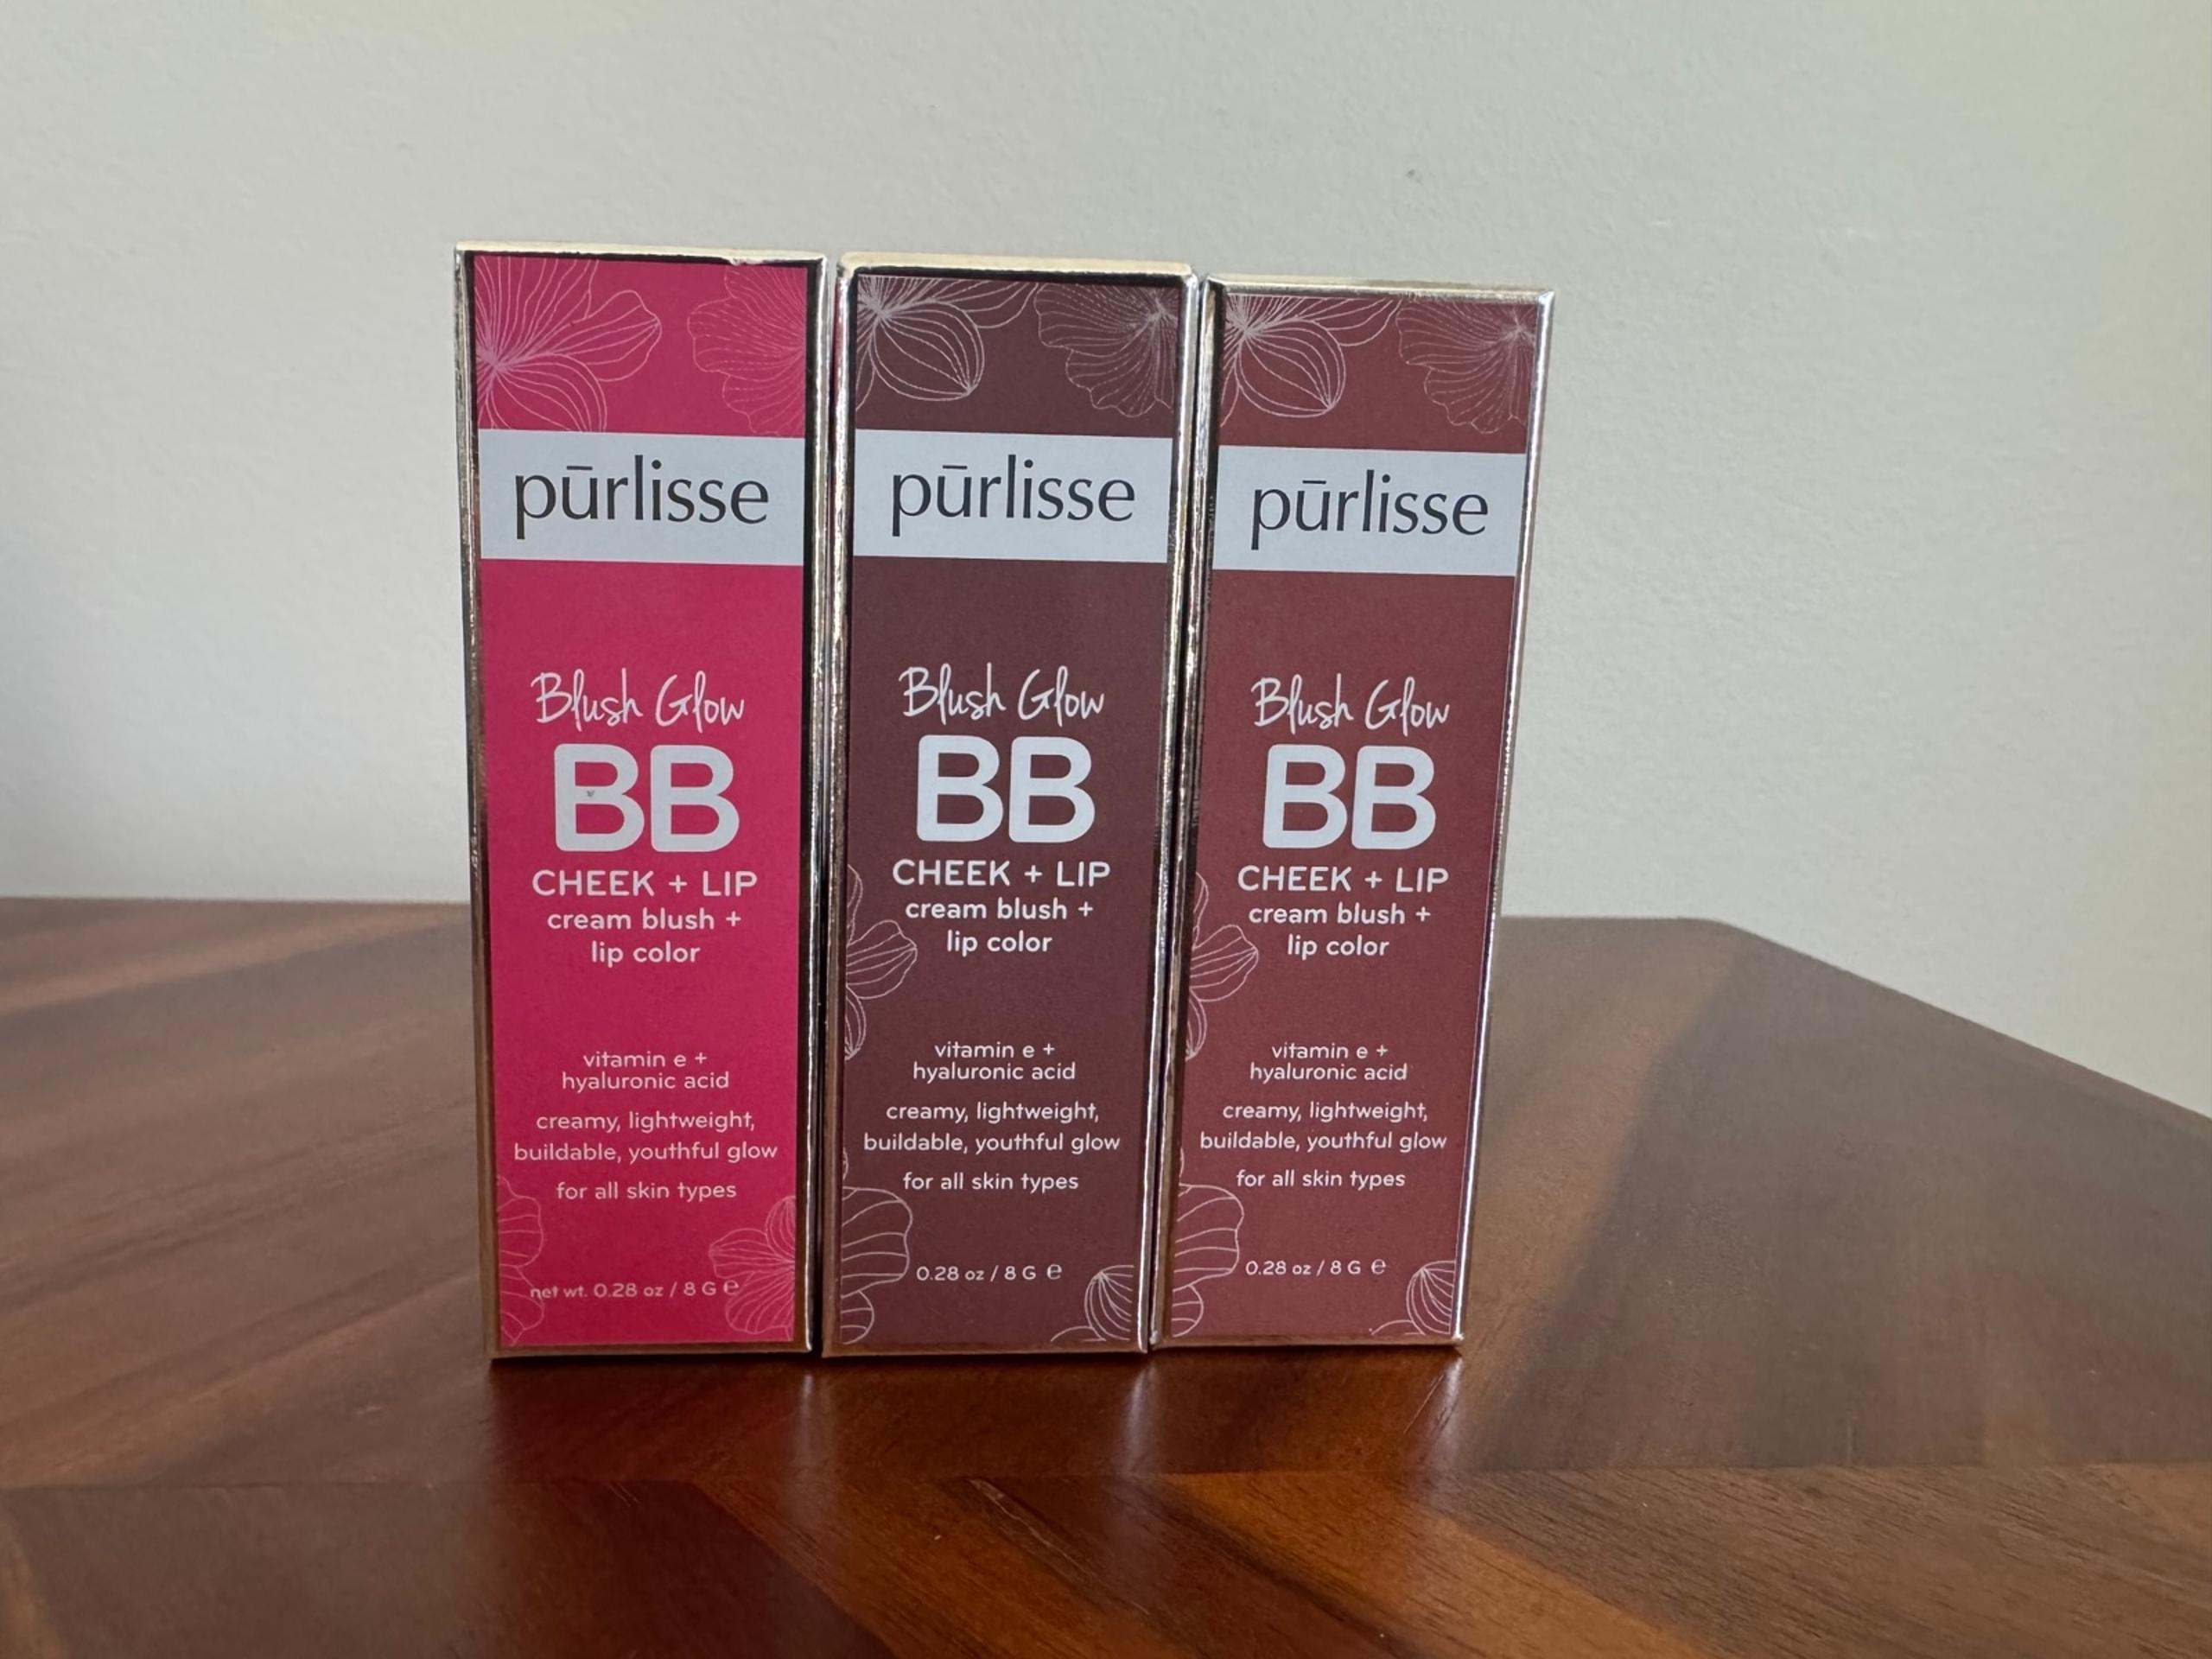 pūrlisse
Blush Glow
BB
CHEEK + LIP
cream blush +
lip color
vitamin e +
hyaluronic acid
creamy, lightweight,
buildable, youthful glow
for all skin types
net wt. 0.28 oz / 8 G ℮
pūrlisse
Blush Glow
BB
CHEEK + LIP
cream blush +
lip color
vitamin e +
hyaluronic acid
creamy, lightweight,
buildable, youthful glow
for all skin types
0.28 oz / 8 G ℮
pūrlisse
Blush Glow
BB
CHEEK + LIP
cream blush +
lip color
vitamin e +
hyaluronic acid
creamy, lightweight,
buildable, youthful glow
for all skin types
0.28 oz / 8 G ℮